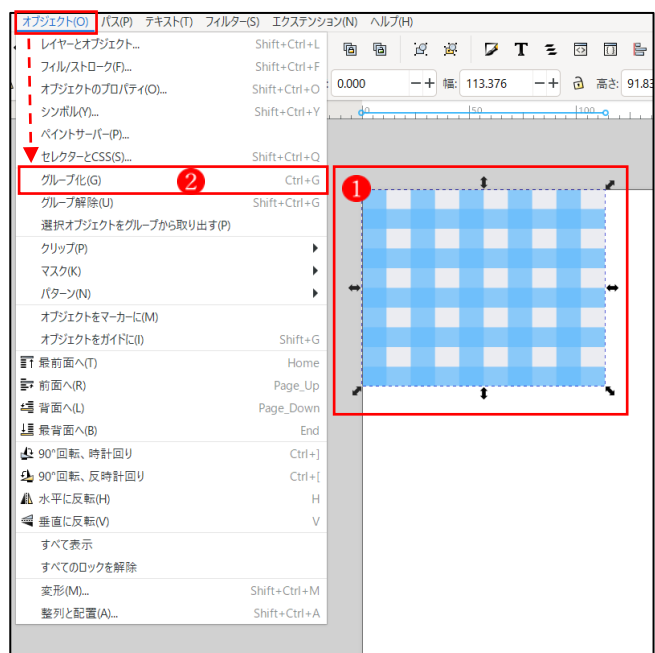 オブジェクト(O) パス(P) テキスト(T) フィルター(S) エクステンション(N) ヘルプ(H)
レイヤーとオブジェクト... Shift+Ctrl+L
フィル/ストローク(F)... Shift+Ctrl+F
オブジェクトのプロパティ(O)... Shift+Ctrl+O
0.000 幅: 113.376 高さ: 91.83
シンボル(Y)... Shift+Ctrl+Y
0 50 100
ペイントサーバー(P)...
セレクターとCSS(S)... Shift+Ctrl+Q
グループ化(G) 2 Ctrl+G
1
グループ解除(U) Shift+Ctrl+G
選択オブジェクトをグループから取り出す(P)
クリップ(P)
マスク(K)
パターン(N)
オブジェクトをマーカーに(M)
オブジェクトをガイドに(I) Shift+G
最前面へ(T) Home
前面へ(R) Page_Up
背面へ(L) Page_Down
最背面へ(B) End
90°回転、時計回り Ctrl+]
90°回転、反時計回り Ctrl+[
水平に反転(H) H
垂直に反転(V) V
すべて表示
すべてのロックを解除
変形(M)... Shift+Ctrl+M
整列と配置(A)... Shift+Ctrl+A